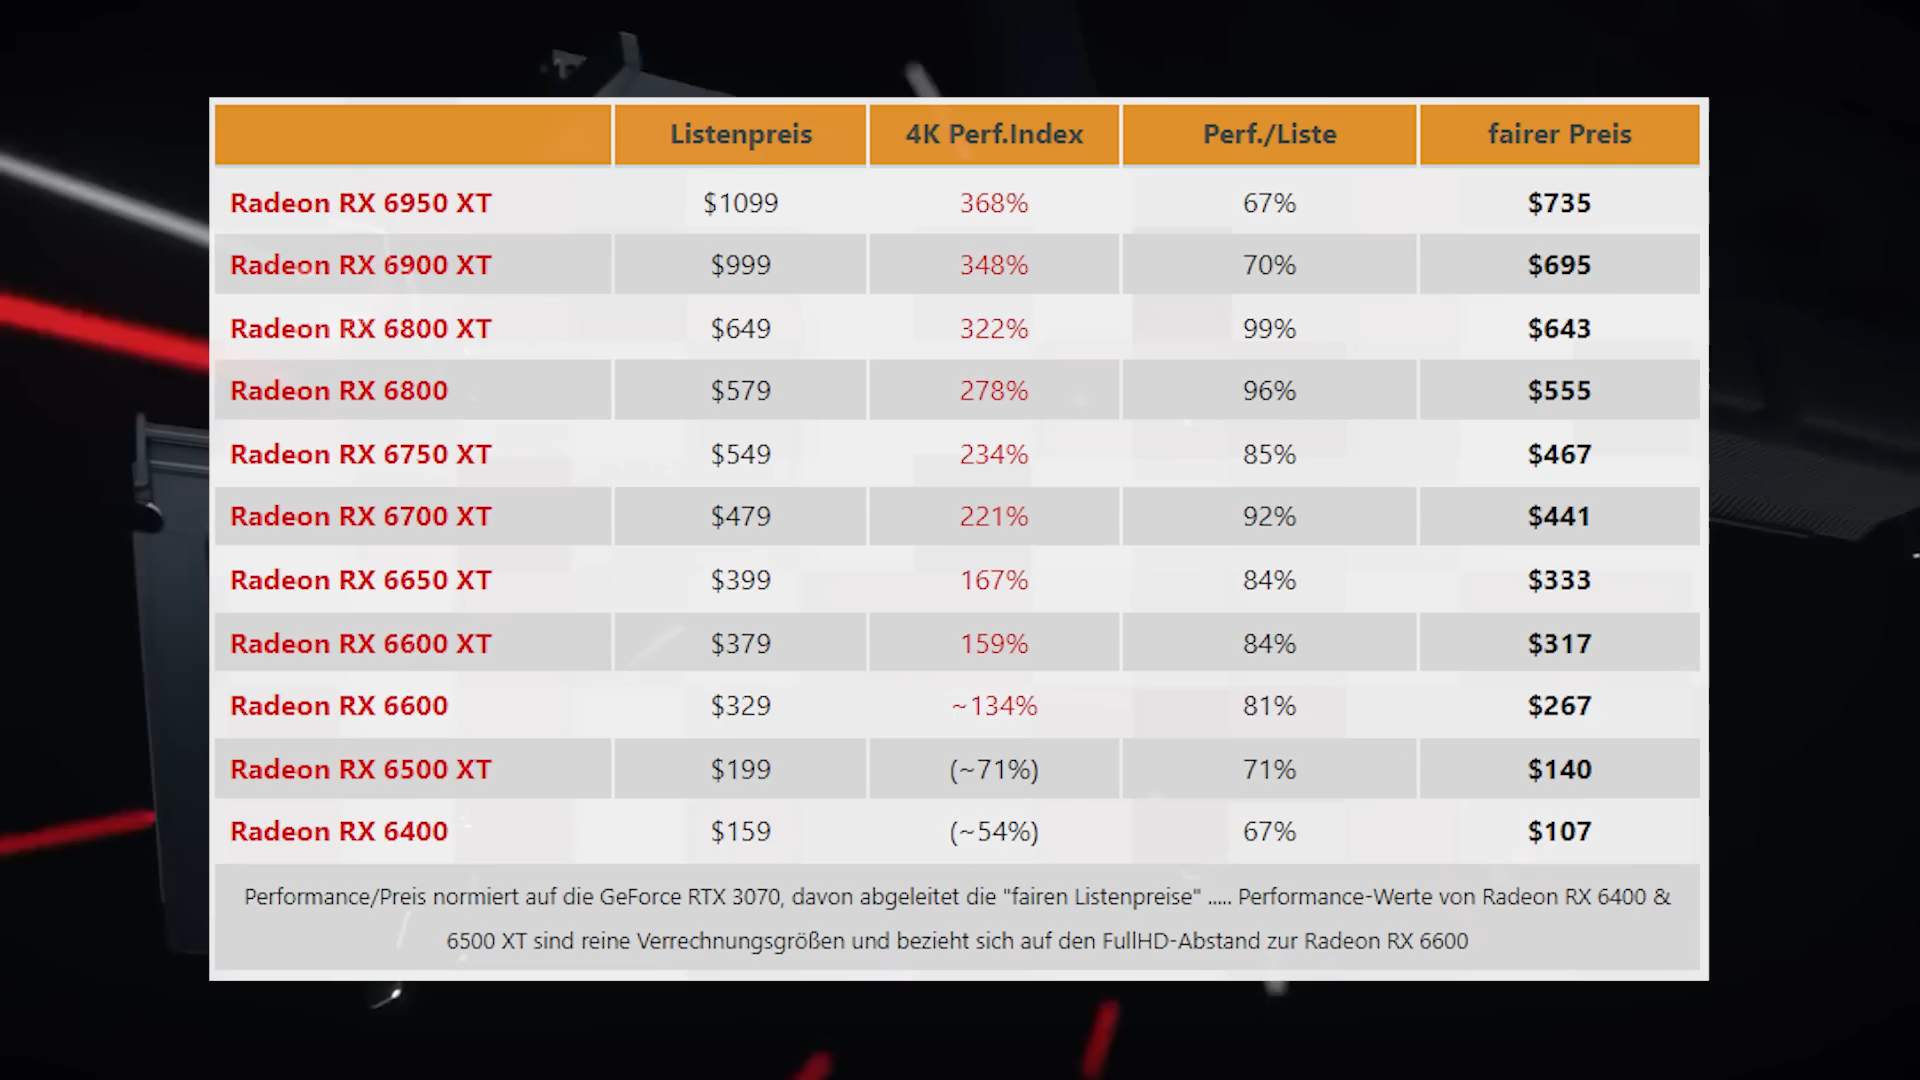 Listenpreis 4K Perf.Index Perf./Liste fairer Preis
Radeon RX 6950 XT $1099 368% 67% $735
Radeon RX 6900 XT $999 348% 70% $695
Radeon RX 6800 XT $649 322% 99% $643
Radeon RX 6800 $579 278% 96% $555
Radeon RX 6750 XT $549 234% 85% $467
Radeon RX 6700 XT $479 221% 92% $441
Radeon RX 6650 XT $399 167% 84% $333
Radeon RX 6600 XT $379 159% 84% $317
Radeon RX 6600 $329 ~134% 81% $267
Radeon RX 6500 XT $199 (~71%) 71% $140
Radeon RX 6400 $159 (~54%) 67% $107
Performance/Preis normiert auf die GeForce RTX 3070, davon abgeleitet die "fairen Listenpreise" ..... Performance-Werte von Radeon RX 6400 &
6500 XT sind reine Verrechnungsgrößen und bezieht sich auf den FullHD-Abstand zur Radeon RX 6600